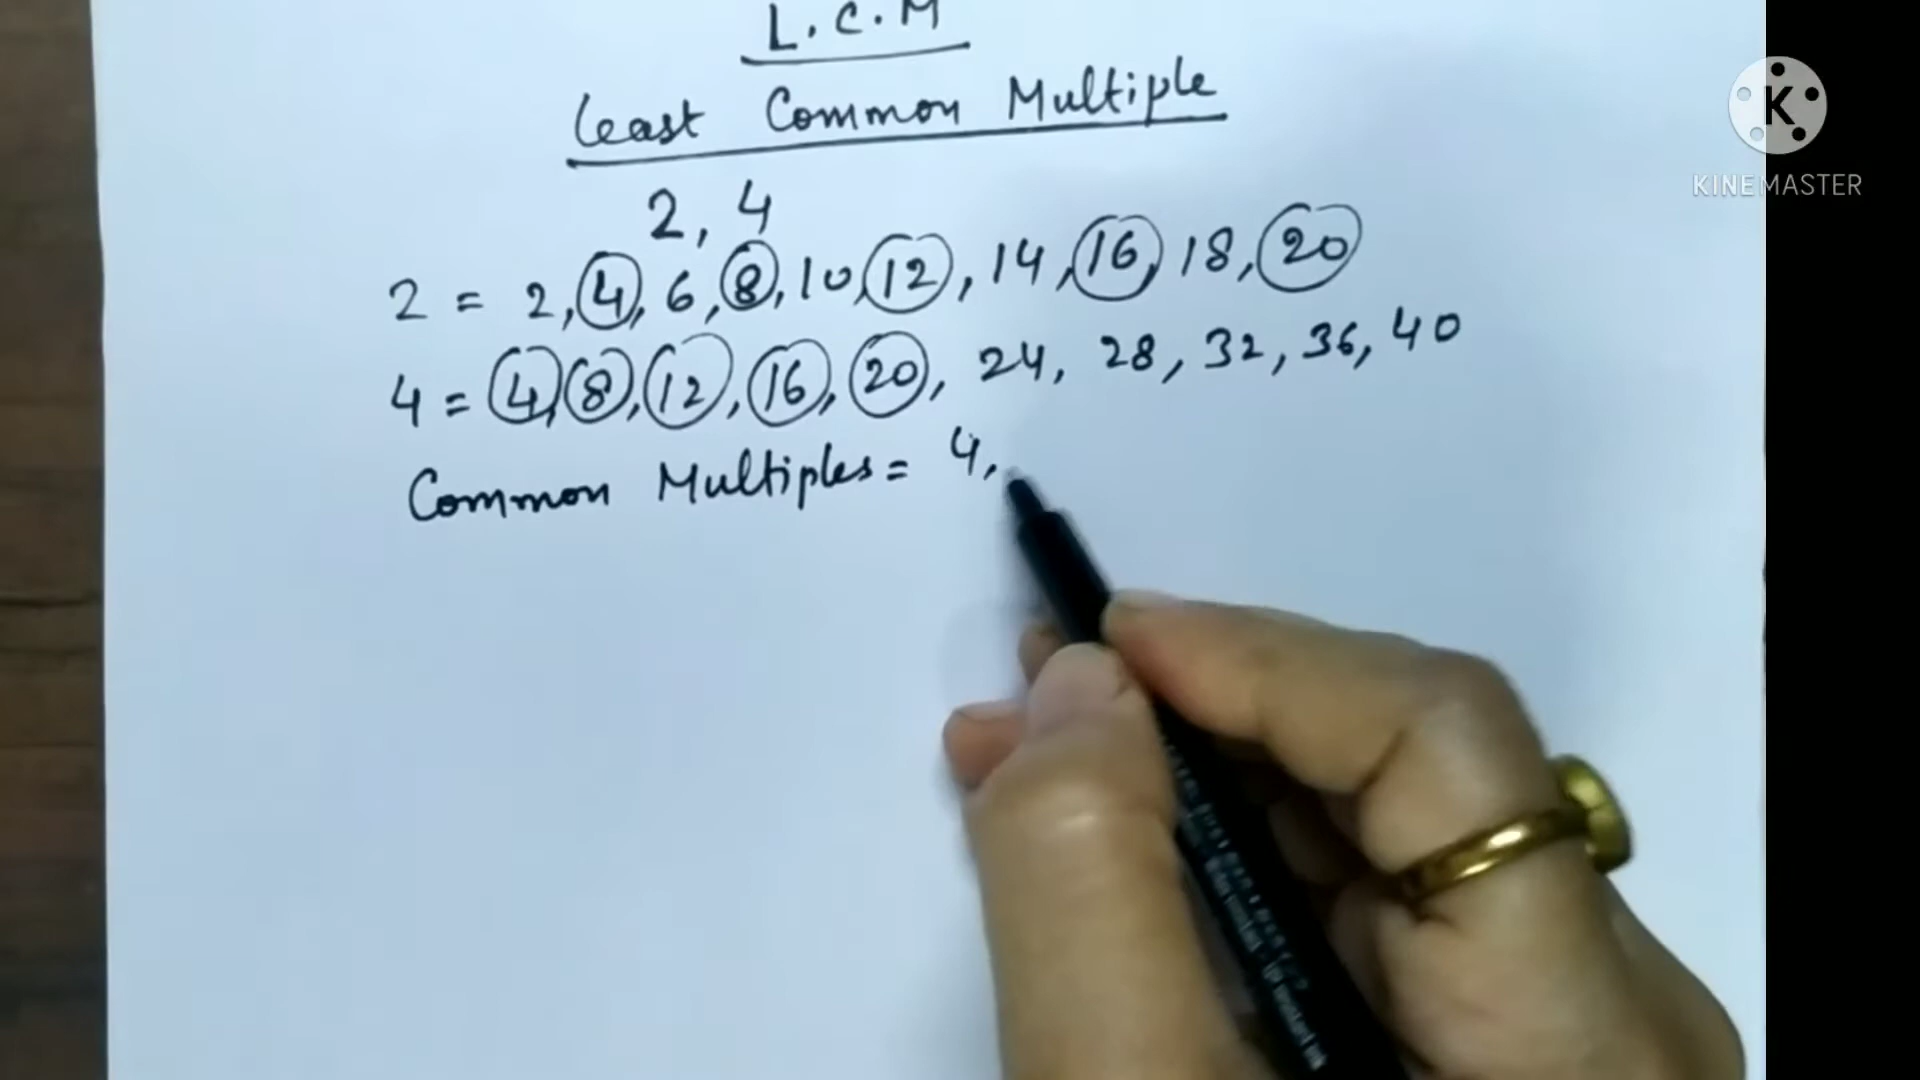 L.C.M
Least Common Multiple
2, 4
2 = 2, 4, 6, 8, 10, 12, 14, 16, 18, 20
4 = 4, 8, 12, 16, 20, 24, 28, 32, 36, 40
Common Multiples = 4,
K
KINEMASTER